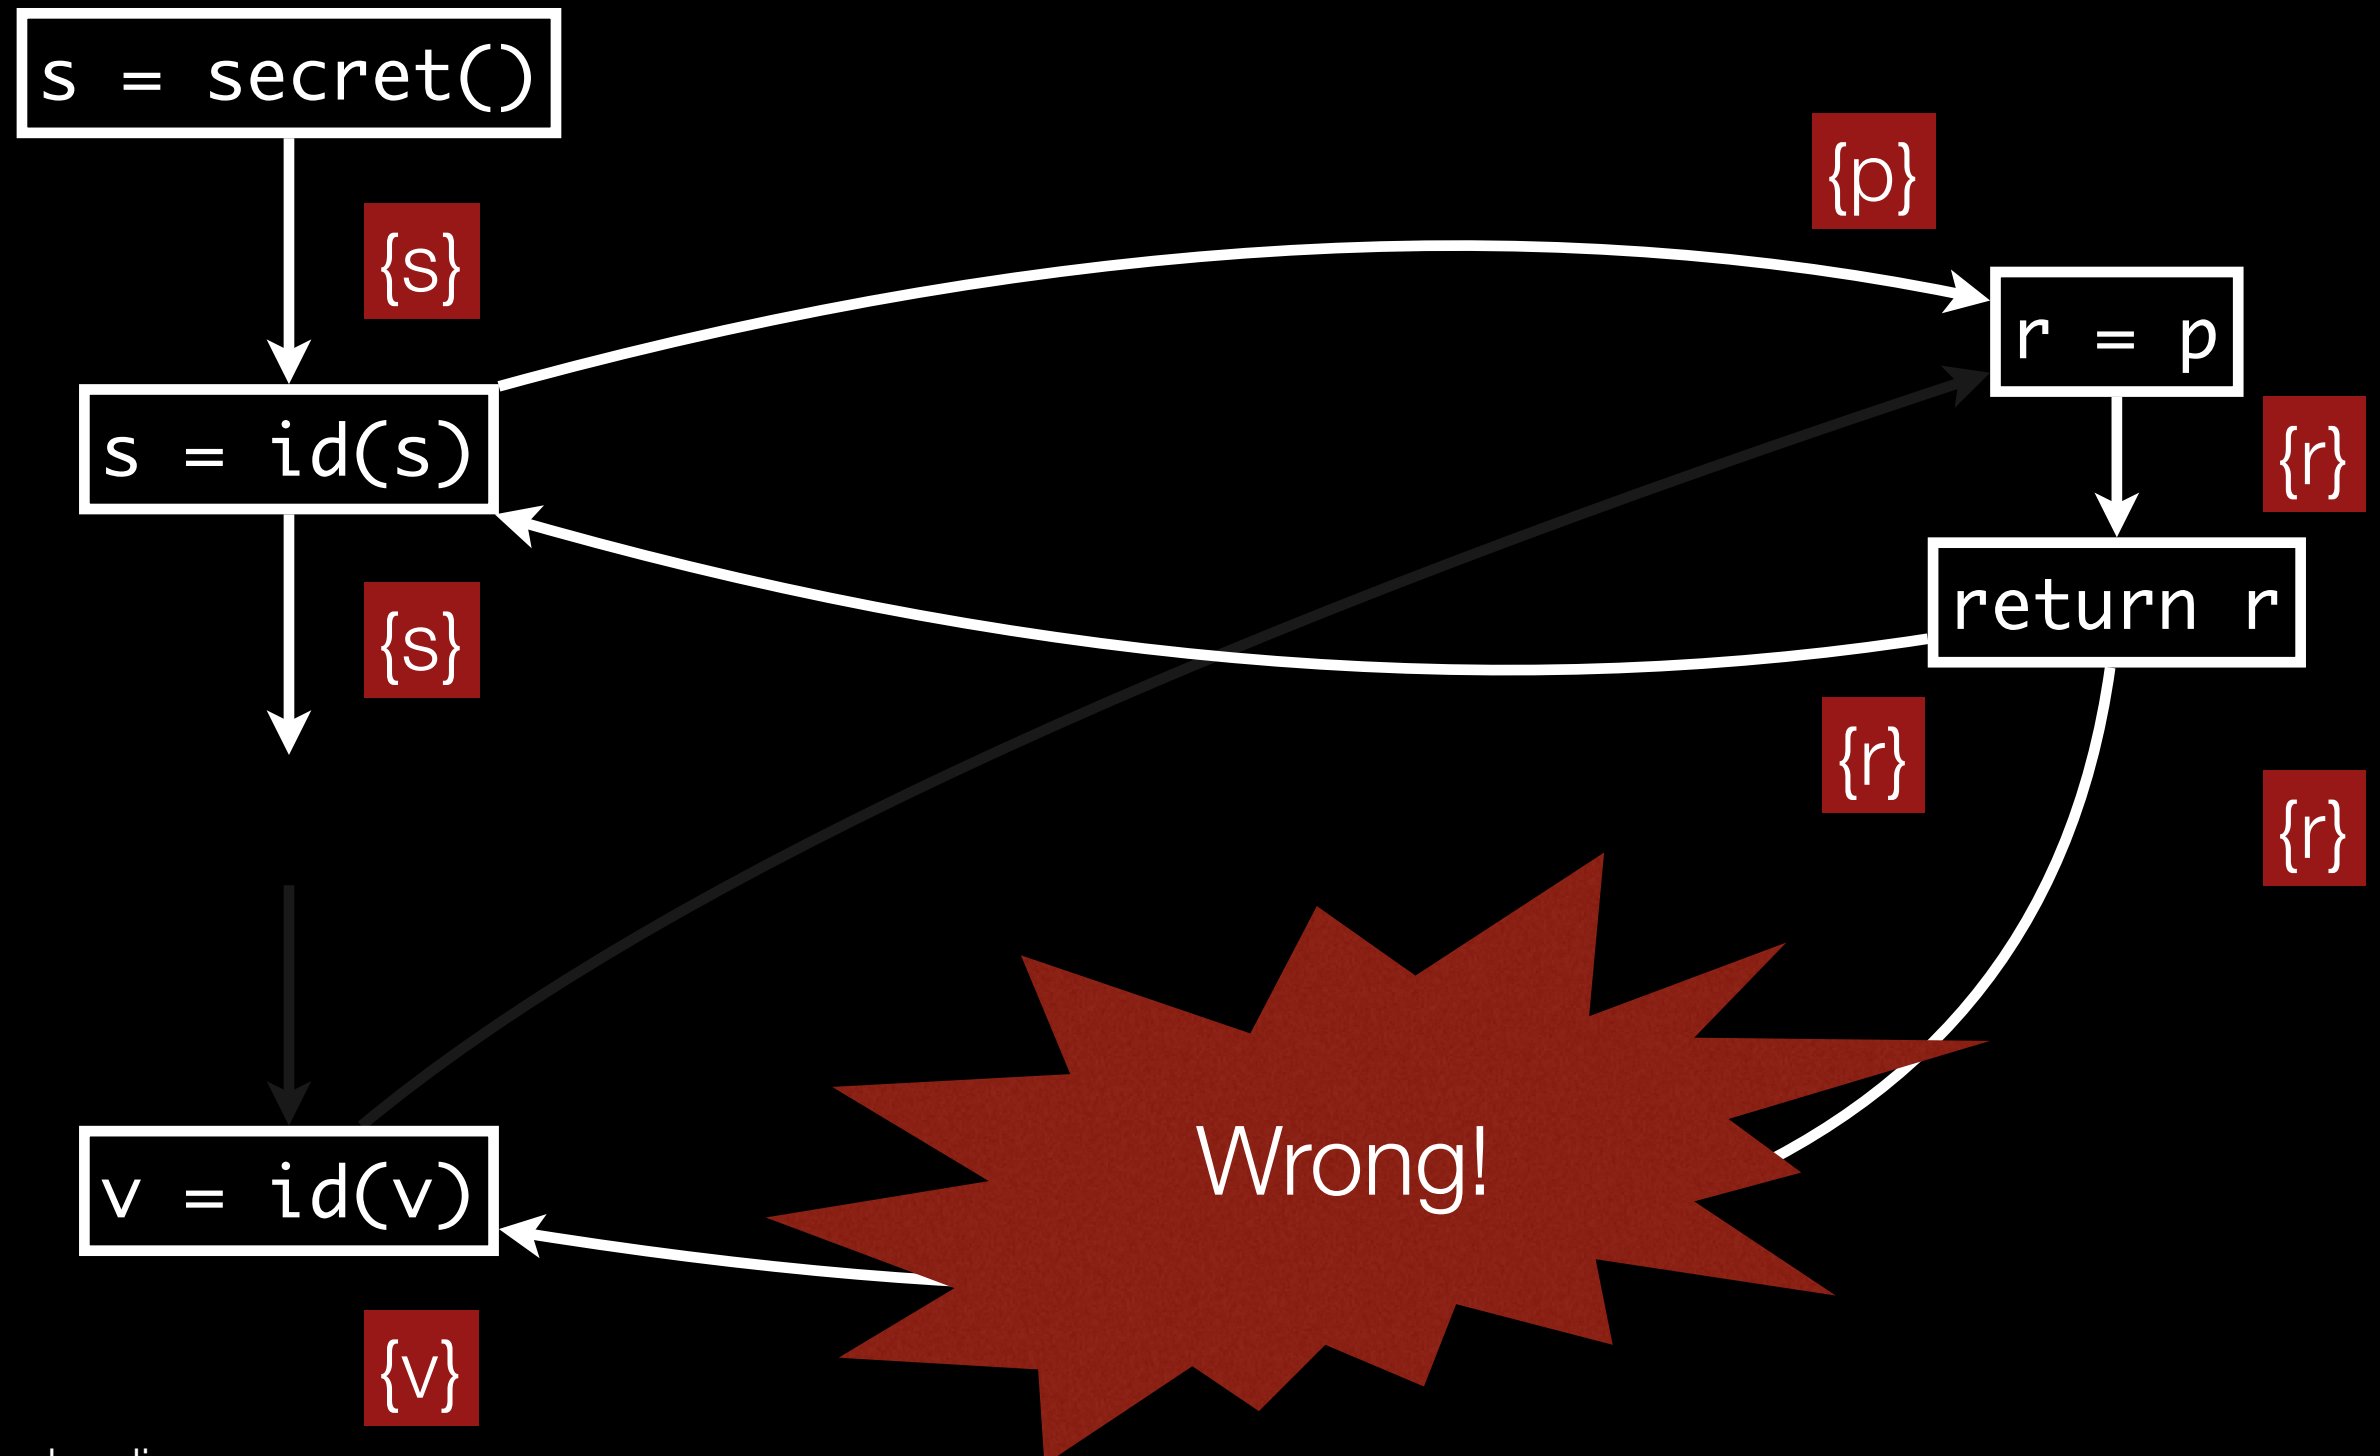 s = secret()
{s}
{p}
r = p
s = id(s)
{r}
{s}
return r
{r}
{r}
Wrong!
v = id(v)
{v}